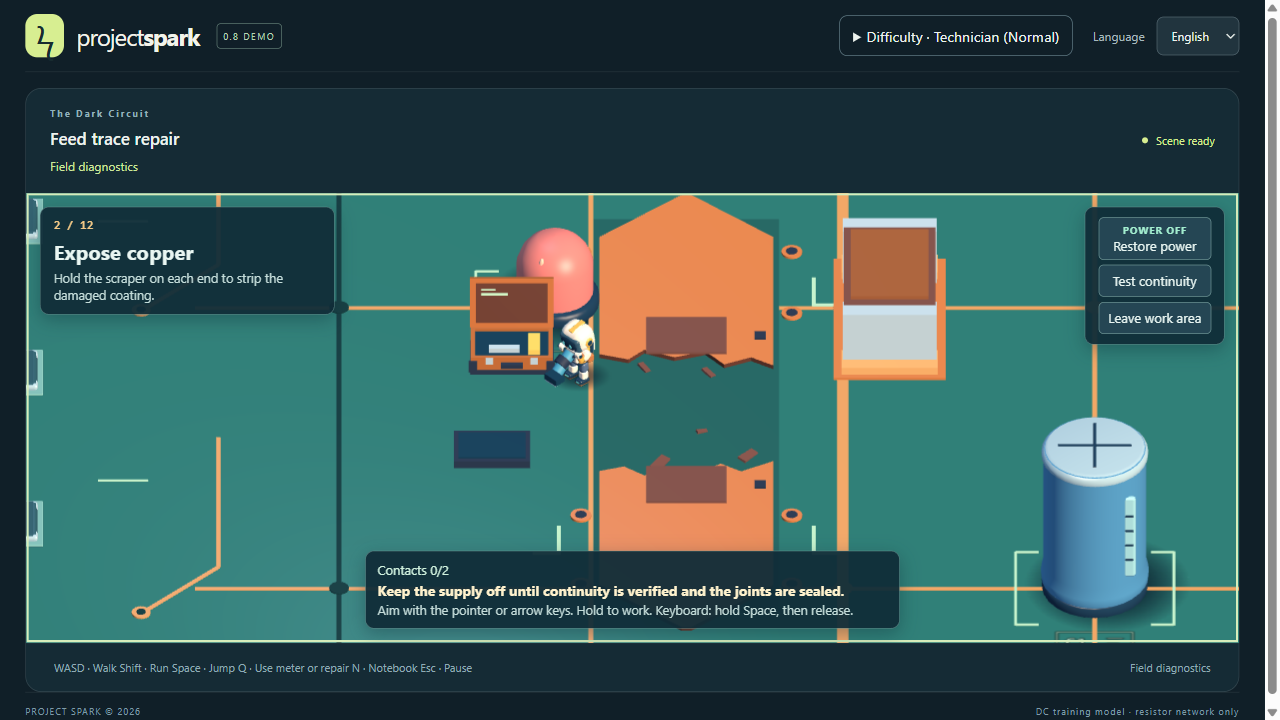 projectspark
0.8 DEMO
▶ Difficulty · Technician (Normal)
Language
English
The Dark Circuit
Feed trace repair
Field diagnostics
Scene ready
2 / 12
Expose copper
Hold the scraper on each end to strip the
damaged coating.
POWER OFF
Restore power
Test continuity
Leave work area
Contacts 0/2
Keep the supply off until continuity is verified and the joints are sealed.
Aim with the pointer or arrow keys. Hold to work. Keyboard: hold Space, then release.
WASD · Walk Shift · Run Space · Jump Q · Use meter or repair N · Notebook Esc · Pause
Field diagnostics
PROJECT SPARK © 2026
DC training model · resistor network only